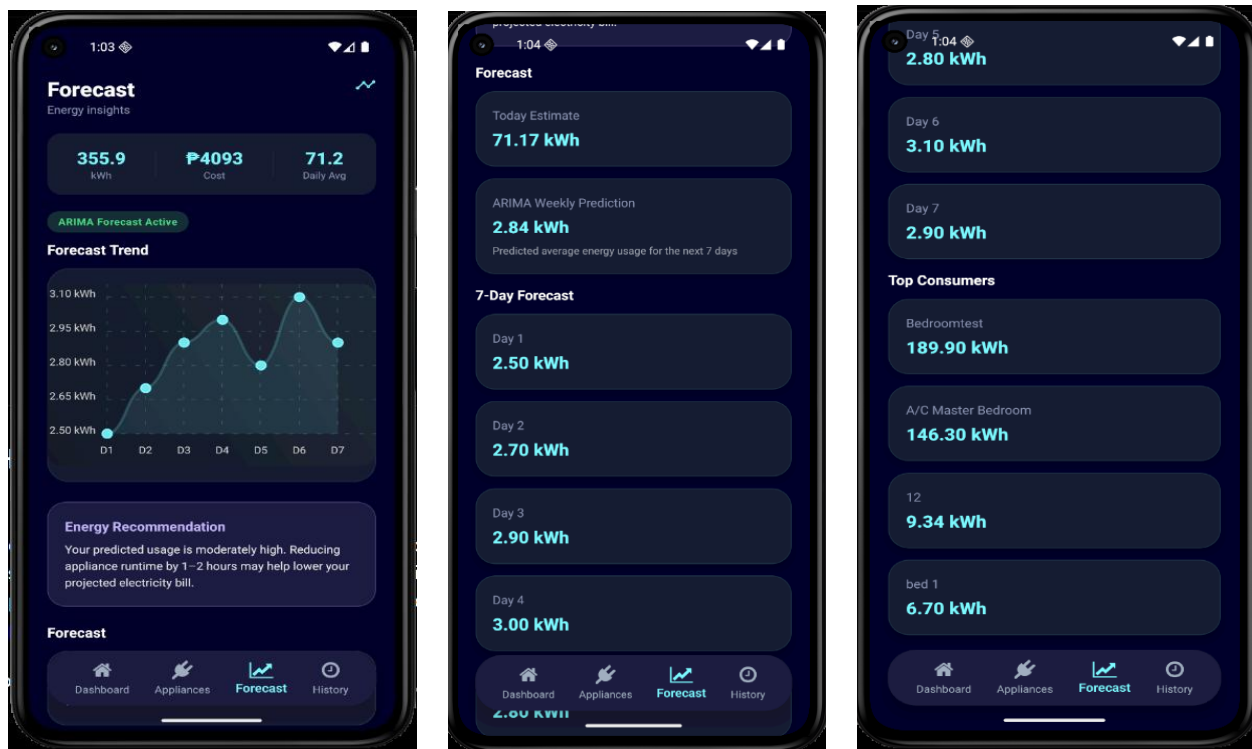 1:03
Forecast
Energy insights
355.9
kWh
₱4093
Cost
71.2
Daily Avg
ARIMA Forecast Active
Forecast Trend
3.10 kWh
2.95 kWh
2.80 kWh
2.65 kWh
2.50 kWh
D1 D2 D3 D4 D5 D6 D7
Energy Recommendation
Your predicted usage is moderately high. Reducing
appliance runtime by 1–2 hours may help lower your
projected electricity bill.
Forecast
Dashboard Appliances Forecast History
projected electricity bill.
1:04
Forecast
Today Estimate
71.17 kWh
ARIMA Weekly Prediction
2.84 kWh
Predicted average energy usage for the next 7 days
7-Day Forecast
Day 1
2.50 kWh
Day 2
2.70 kWh
Day 3
2.90 kWh
Day 4
3.00 kWh
Dashboard Appliances Forecast History
2.80 kWh
Day 5
1:04
2.80 kWh
Day 6
3.10 kWh
Day 7
2.90 kWh
Top Consumers
Bedroomtest
189.90 kWh
A/C Master Bedroom
146.30 kWh
12
9.34 kWh
bed 1
6.70 kWh
Dashboard Appliances Forecast History